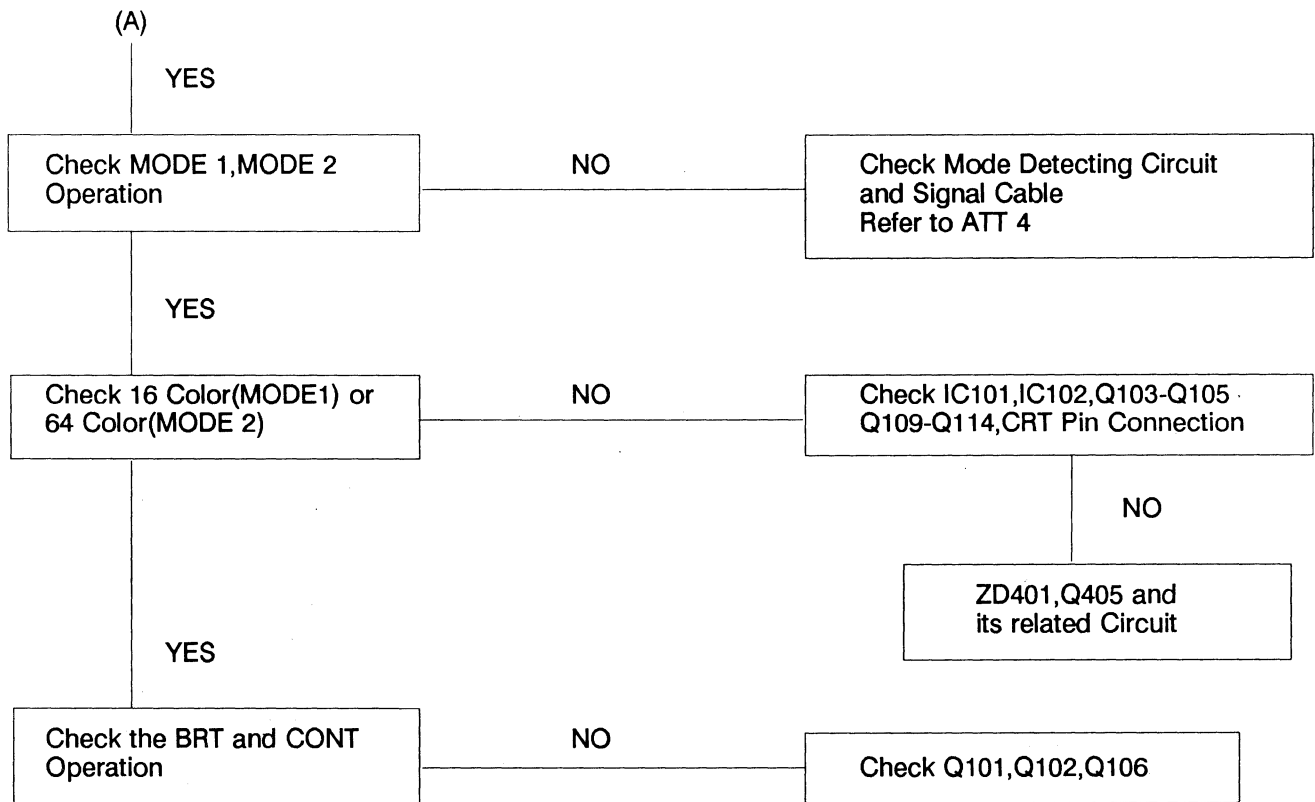 (A)
YES
Check MODE 1,MODE 2
Operation
NO
Check Mode Detecting Circuit
and Signal Cable
Refer to ATT 4
YES
Check 16 Color(MODE1) or
64 Color(MODE 2)
NO
Check IC101,IC102,Q103-Q105
Q109-Q114,CRT Pin Connection
NO
ZD401,Q405 and
its related Circuit
YES
Check the BRT and CONT
Operation
NO
Check Q101,Q102,Q106